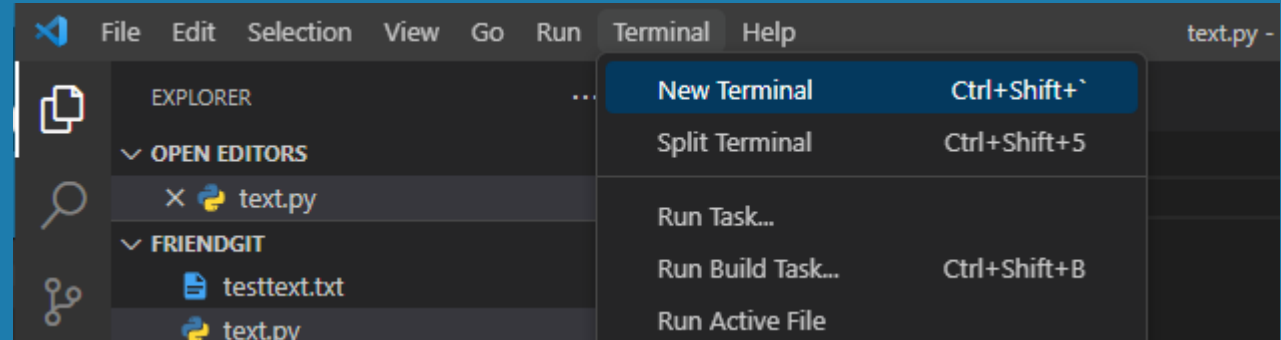 File Edit Selection View Go Run Terminal Help text.py -
EXPLORER ...
OPEN EDITORS
text.py
FRIENDGIT
testtext.txt
text.py
New Terminal Ctrl+Shift+`
Split Terminal Ctrl+Shift+5
Run Task...
Run Build Task... Ctrl+Shift+B
Run Active File